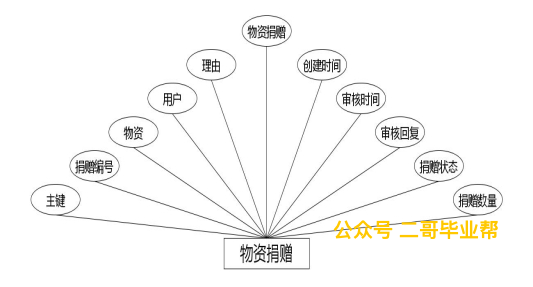 物资捐赠
理由
创建时间
用户
审核时间
物资
审核回复
捐赠编号
捐赠状态
主键
捐赠数量
公众号 二哥毕业帮
物资捐赠